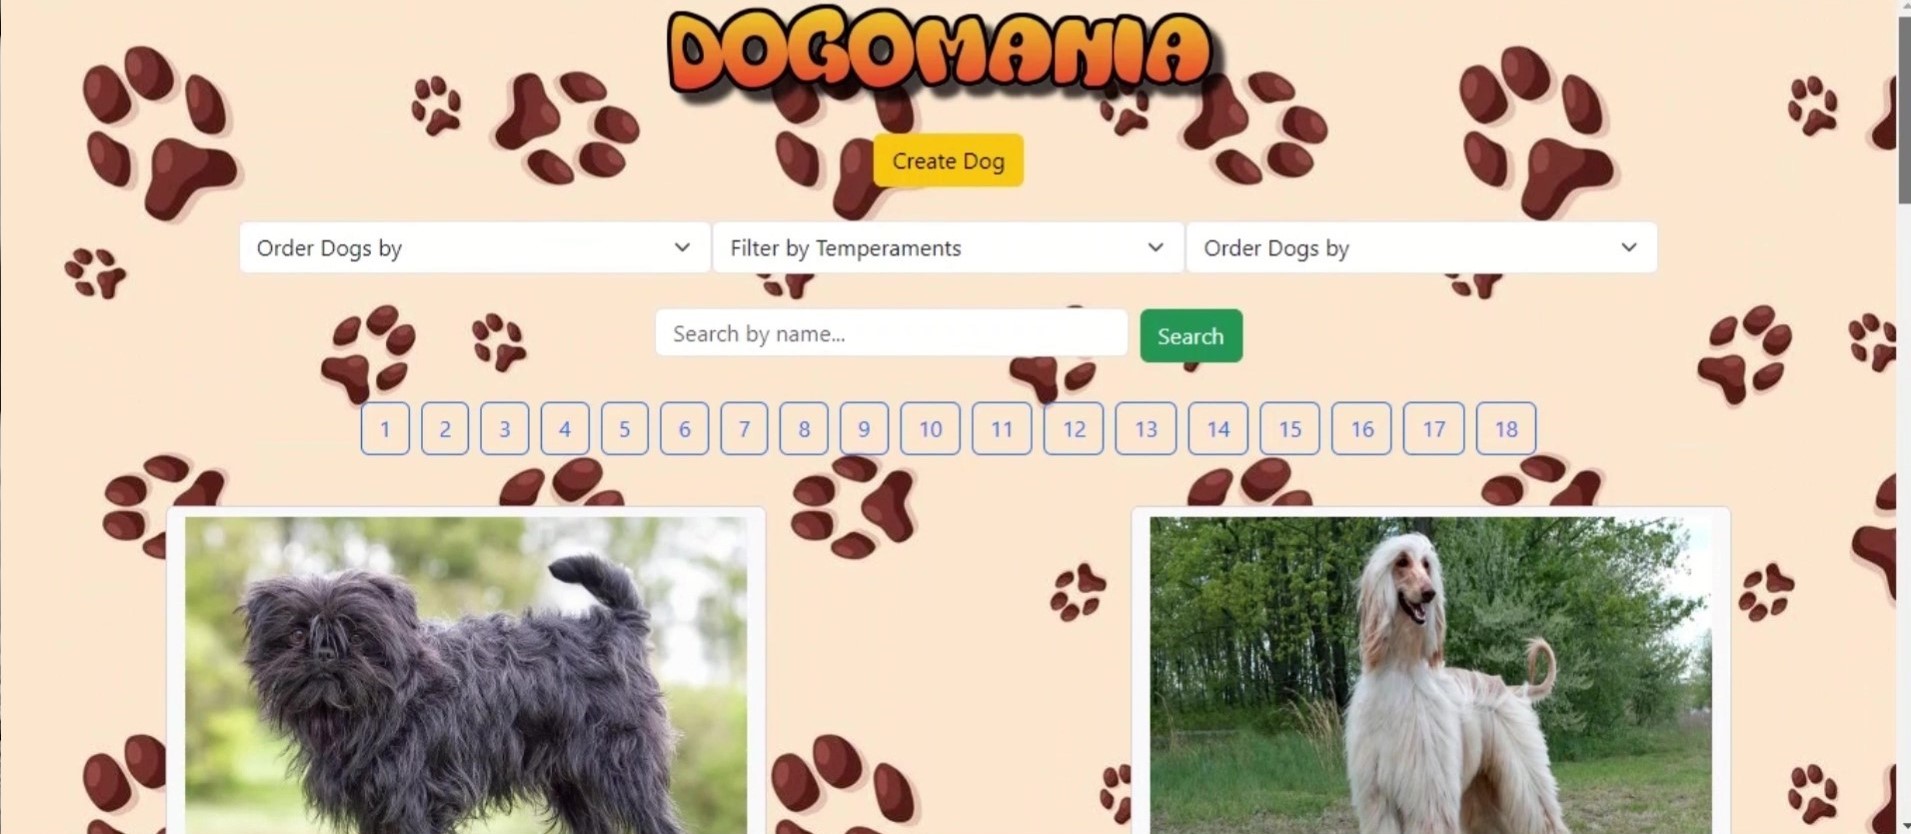 DOGOMANIA
Create Dog
Order Dogs by Filter by Temperaments Order Dogs by
Search by name... Search
1 2 3 4 5 6 7 8 9 10 11 12 13 14 15 16 17 18